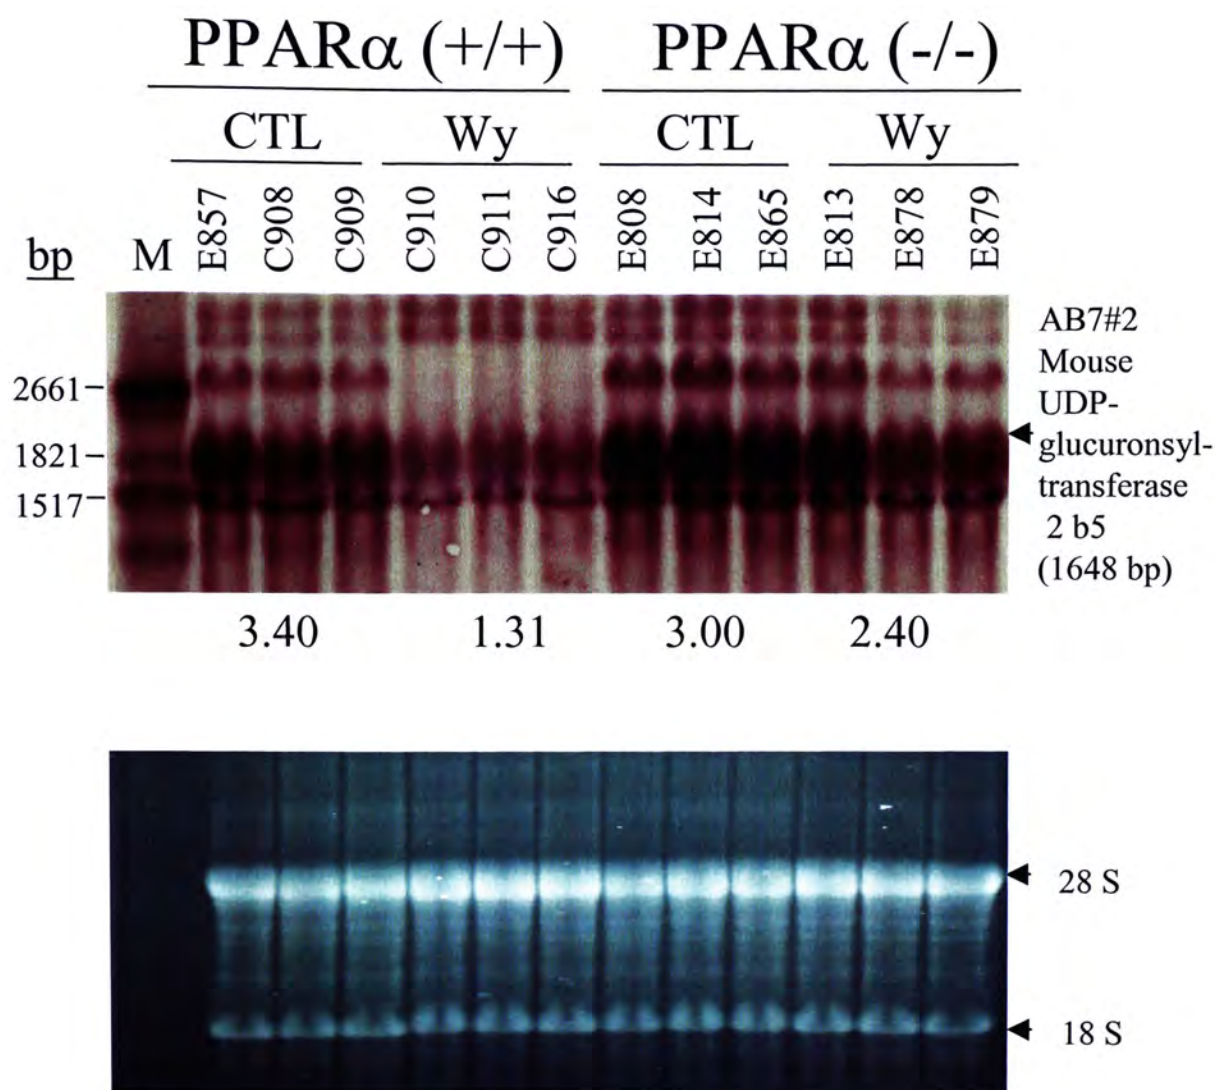 PPARα (+/+) PPARα (-/-)
CTL Wy CTL Wy
bp M E857 C908 C909 C910 C911 C916 E808 E814 E865 E813 E878 E879
2661
1821
1517
AB7#2
Mouse
UDP-
glucuronsyl-
transferase
2 b5
(1648 bp)
3.40 1.31 3.00 2.40
28 S
18 S